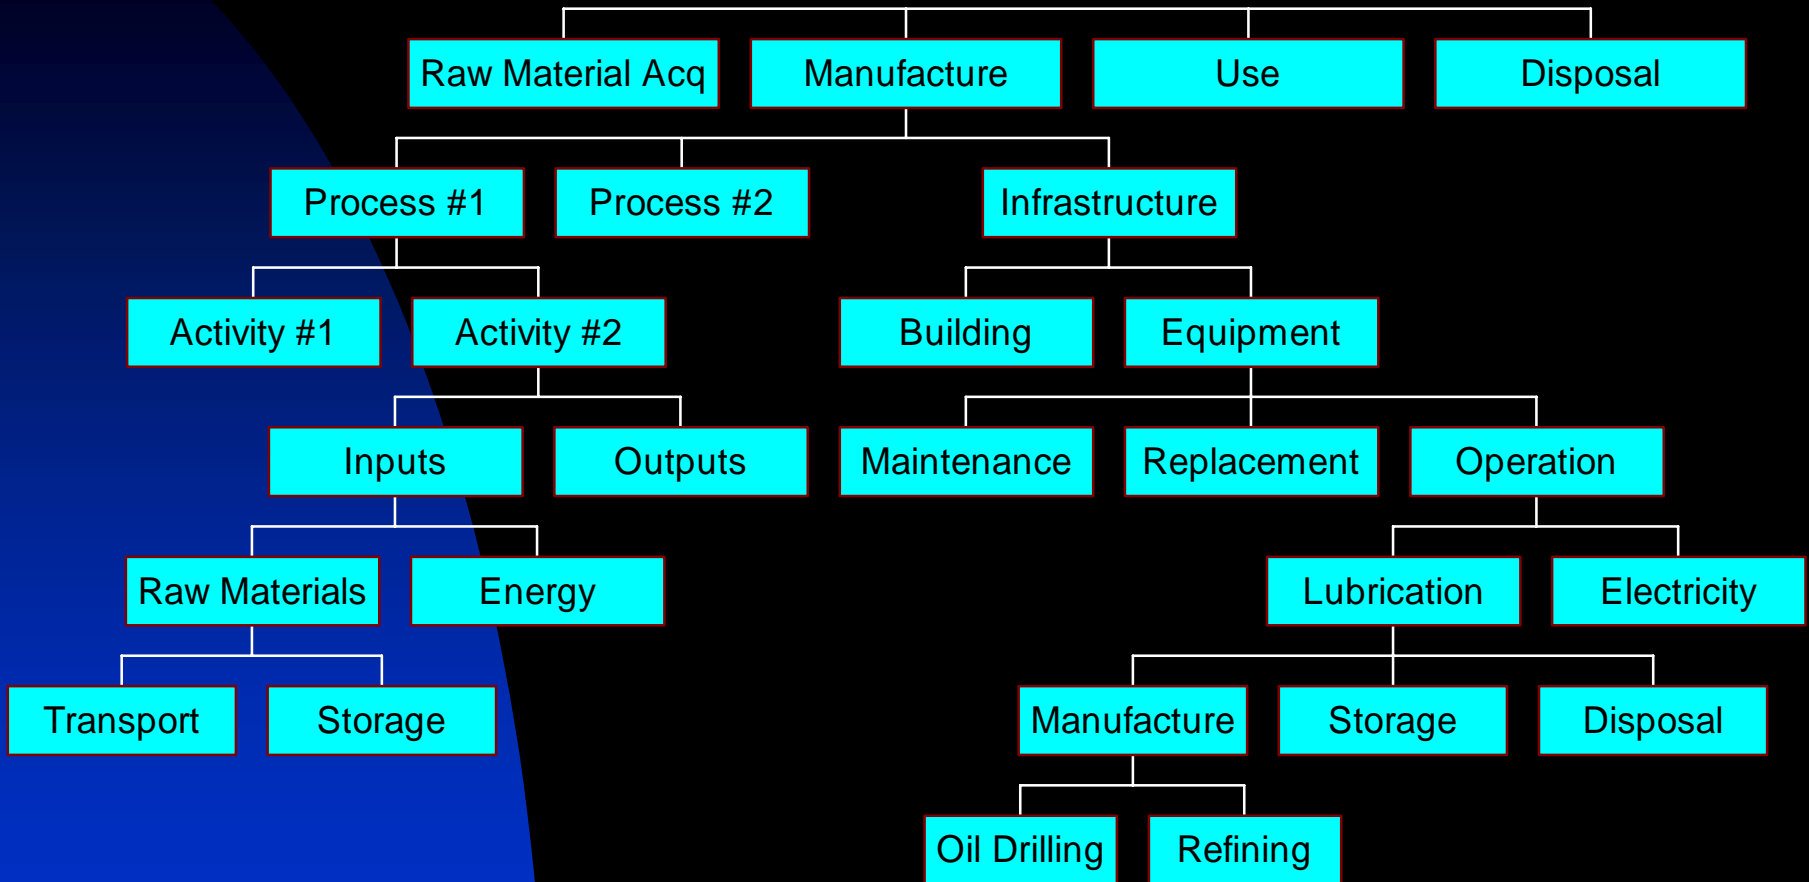 Raw Material Acq
Manufacture
Use
Disposal
Process #1
Process #2
Infrastructure
Activity #1
Activity #2
Building
Equipment
Inputs
Outputs
Maintenance
Replacement
Operation
Raw Materials
Energy
Lubrication
Electricity
Transport
Storage
Manufacture
Storage
Disposal
Oil Drilling
Refining